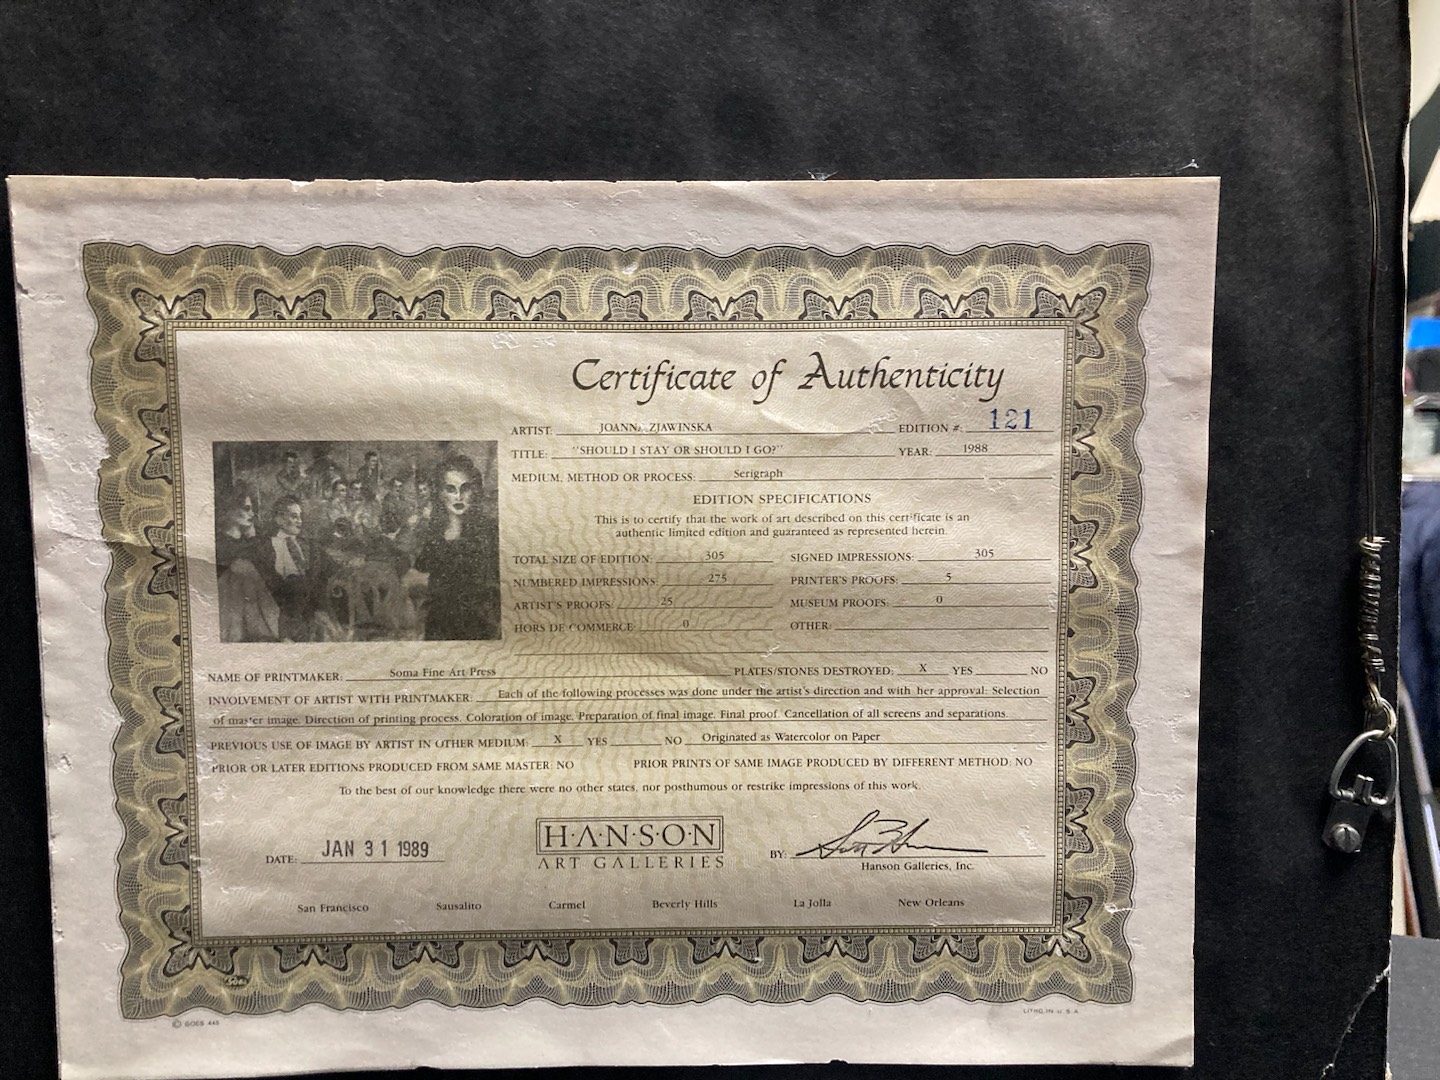 Certificate of Authenticity
ARTIST: JOANNA ZJAWINSKA EDITION #: 121
TITLE: "SHOULD I STAY OR SHOULD I GO?" YEAR: 1988
MEDIUM, METHOD OR PROCESS: Serigraph
EDITION SPECIFICATIONS
This is to certify that the work of art described on this certificate is an
authentic limited edition and guaranteed as represented herein.
TOTAL SIZE OF EDITION: 305 SIGNED IMPRESSIONS: 305
NUMBERED IMPRESSIONS: 275 PRINTER'S PROOFS: 5
ARTIST'S PROOFS: 25 MUSEUM PROOFS: 0
HORS DE COMMERCE: 0 OTHER:
NAME OF PRINTMAKER: Soma Fine Art Press PLATES/STONES DESTROYED: X YES NO
INVOLVEMENT OF ARTIST WITH PRINTMAKER: Each of the following processes was done under the artist's direction and with her approval: Selection
of master image. Direction of printing process. Coloration of image. Preparation of final image. Final proof. Cancellation of all screens and separations.
PREVIOUS USE OF IMAGE BY ARTIST IN OTHER MEDIUM: X YES NO Originated as Watercolor on Paper
PRIOR OR LATER EDITIONS PRODUCED FROM SAME MASTER: NO PRIOR PRINTS OF SAME IMAGE PRODUCED BY DIFFERENT METHOD: NO
To the best of our knowledge there were no other states, nor posthumous or restrike impressions of this work.
DATE: JAN 31 1989 HANSON BY:
ART GALLERIES Hanson Galleries, Inc.
San Francisco Sausalito Carmel Beverly Hills La Jolla New Orleans
© GOES 445 LITHO. IN U.S.A.